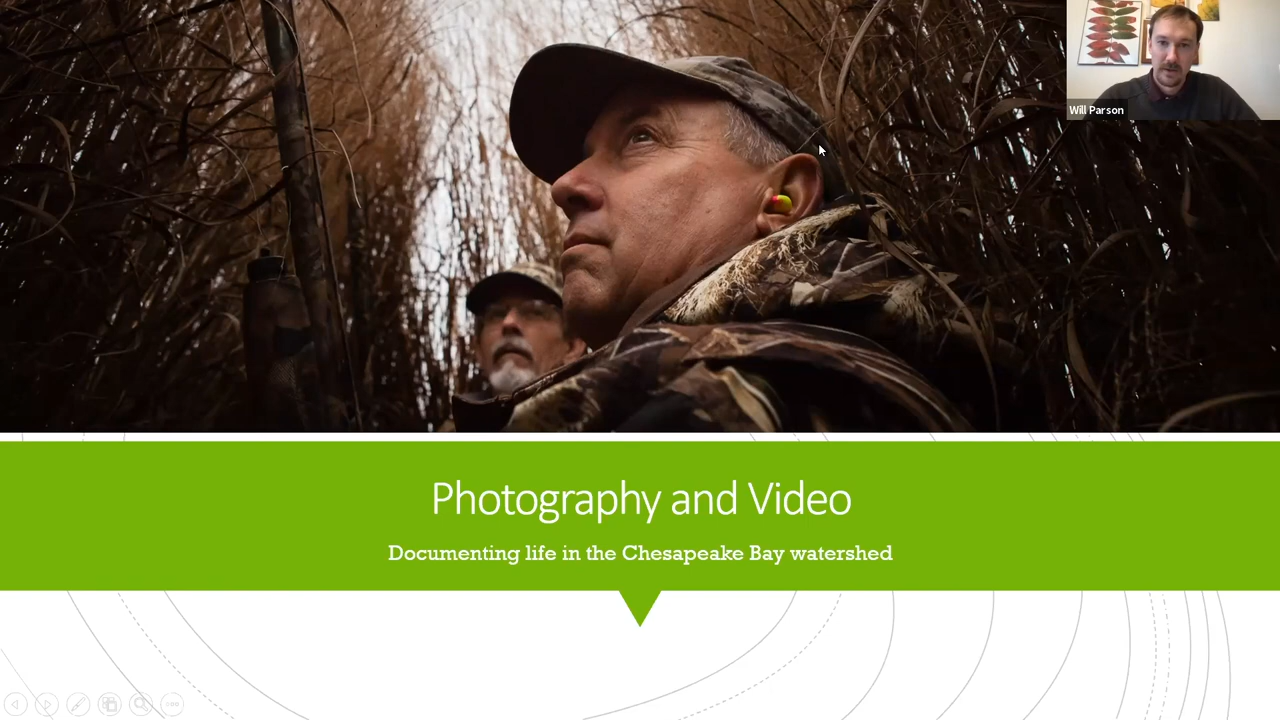 Will Parson
Photography and Video
Documenting life in the Chesapeake Bay watershed